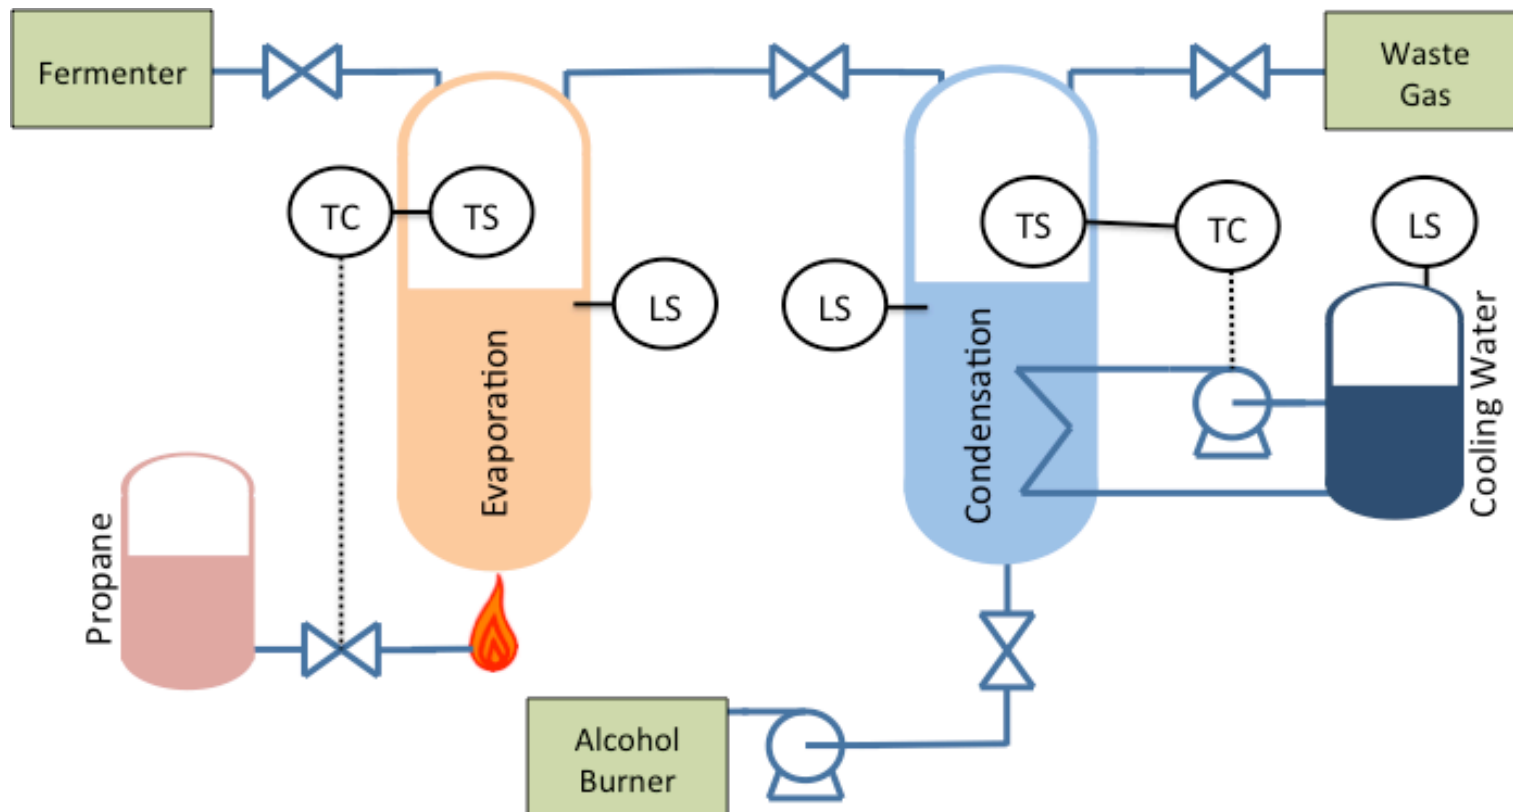 Fermenter
Waste
Gas
TC
TS
TS
TC
LS
LS
LS
Evaporation
Condensation
Cooling Water
Propane
Alcohol
Burner